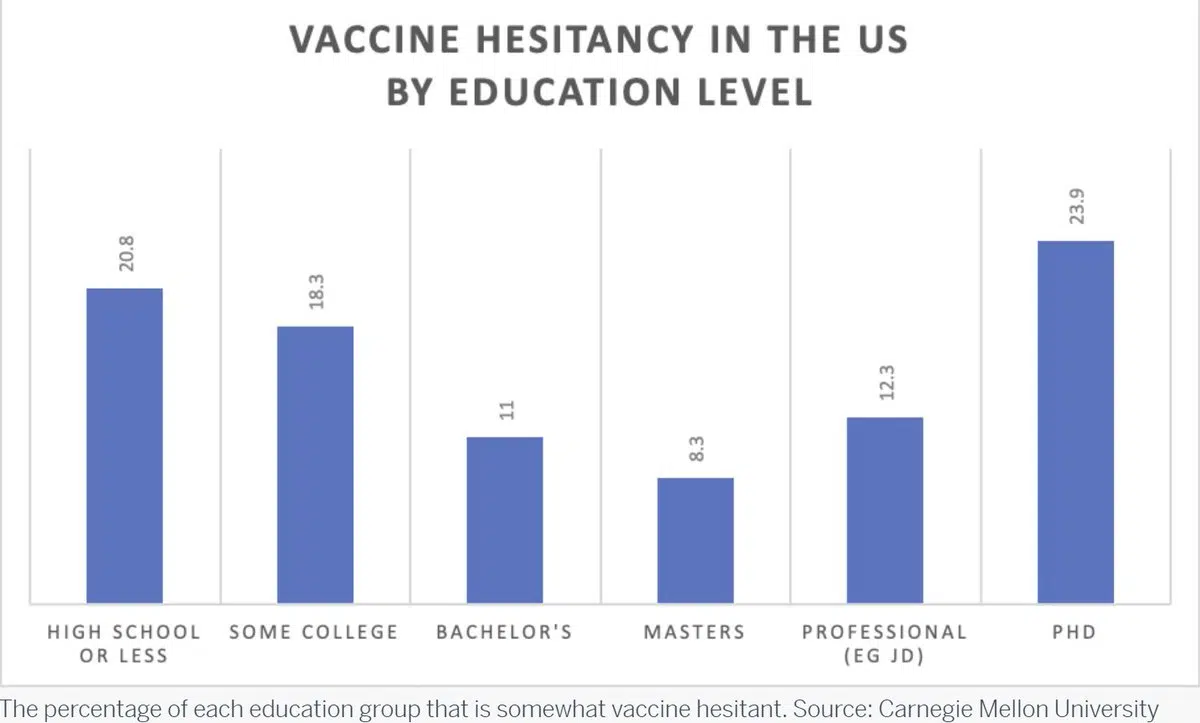 VACCINE HESITANCY IN THE US
BY EDUCATION LEVEL
20.8
18.3
11
8.3
12.3
23.9
HIGH SCHOOL
OR LESS
SOME COLLEGE
BACHELOR'S
MASTERS
PROFESSIONAL
(EG JD)
PHD
The percentage of each education group that is somewhat vaccine hesitant. Source: Carnegie Mellon University